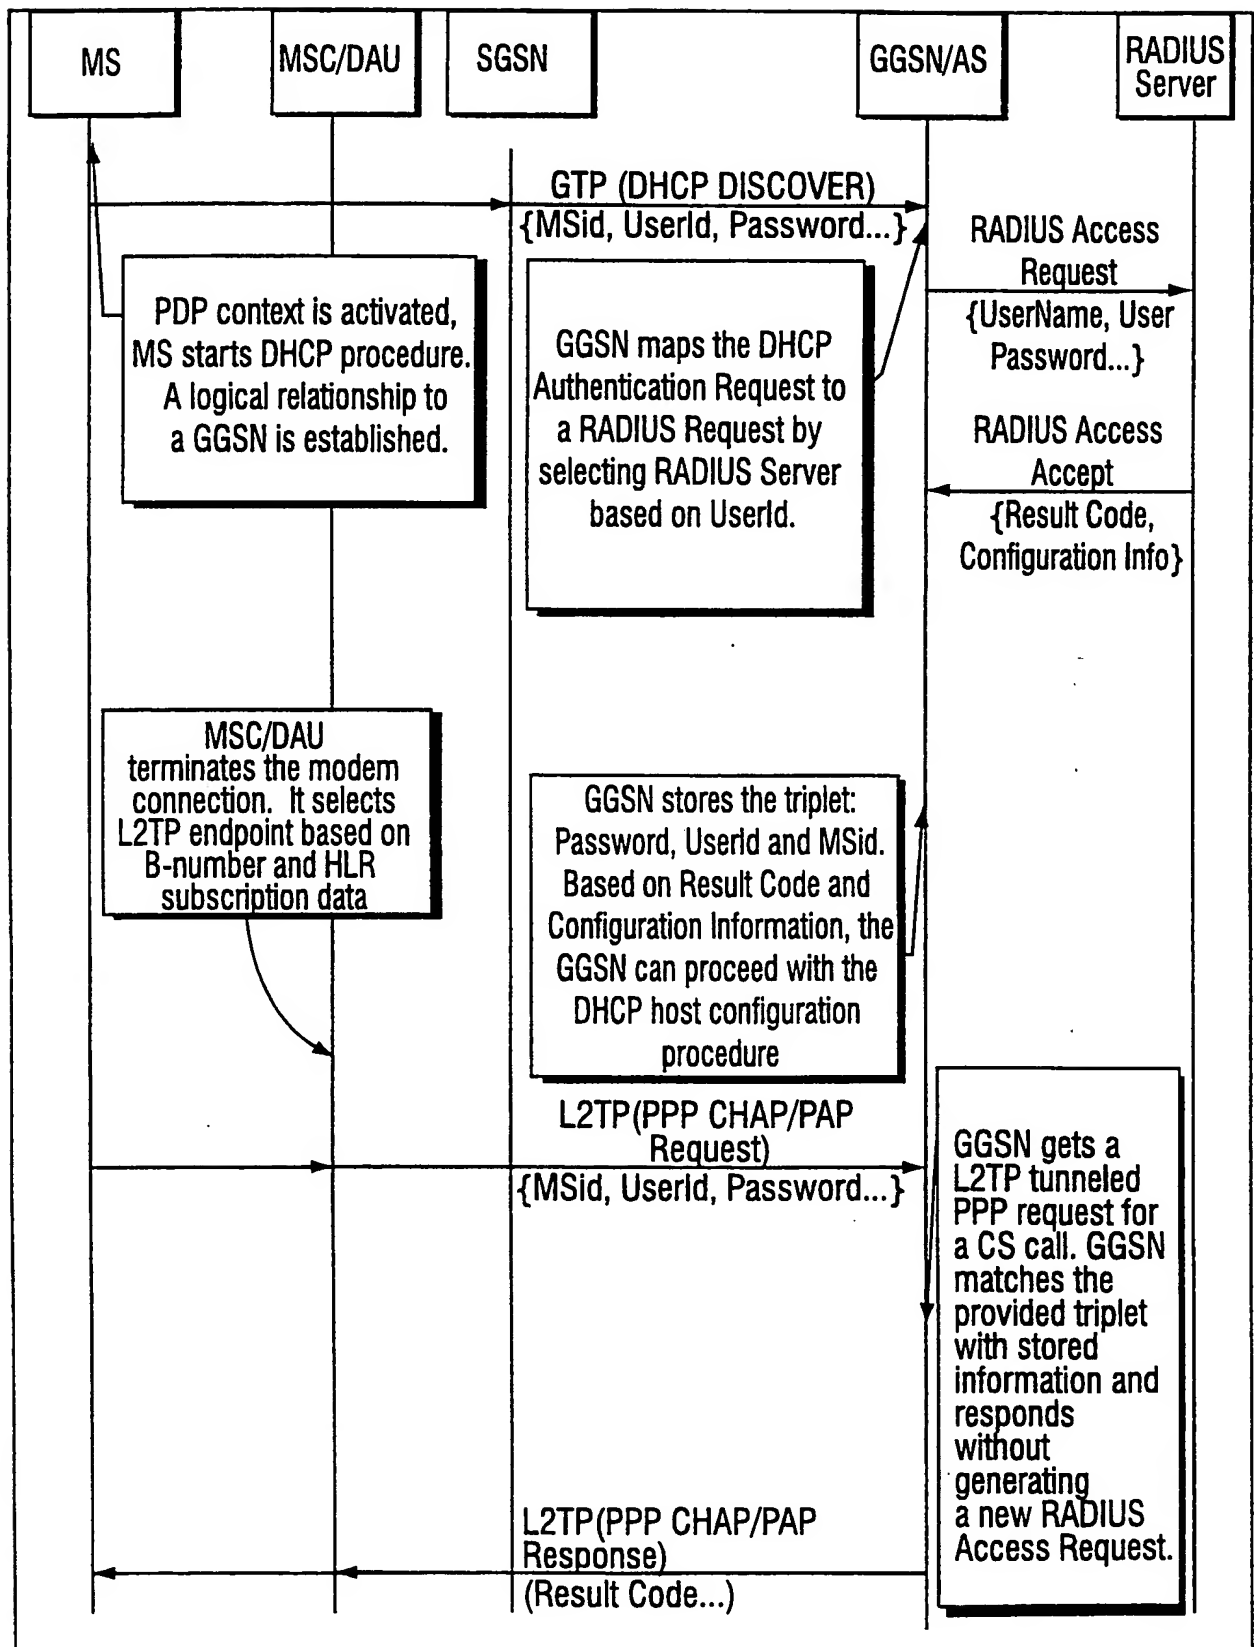 MS
MSC/DAU
SGSN
GGSN/AS
RADIUS
Server
GTP (DHCP DISCOVER)
{MSid, UserId, Password...}
RADIUS Access
Request
{UserName, User
Password...}
PDP context is activated,
MS starts DHCP procedure.
A logical relationship to
a GGSN is established.
GGSN maps the DHCP
Authentication Request to
a RADIUS Request by
selecting RADIUS Server
based on UserId.
RADIUS Access
Accept
{Result Code,
Configuration Info}
MSC/DAU
terminates the modem
connection. It selects
L2TP endpoint based on
B-number and HLR
subscription data
GGSN stores the triplet:
Password, UserId and MSid.
Based on Result Code and
Configuration Information, the
GGSN can proceed with the
DHCP host configuration
procedure
L2TP(PPP CHAP/PAP
Request)
{MSid, UserId, Password...}
GGSN gets a
L2TP tunneled
PPP request for
a CS call. GGSN
matches the
provided triplet
with stored
information and
responds
without
generating
a new RADIUS
Access Request.
L2TP(PPP CHAP/PAP
Response)
(Result Code...)